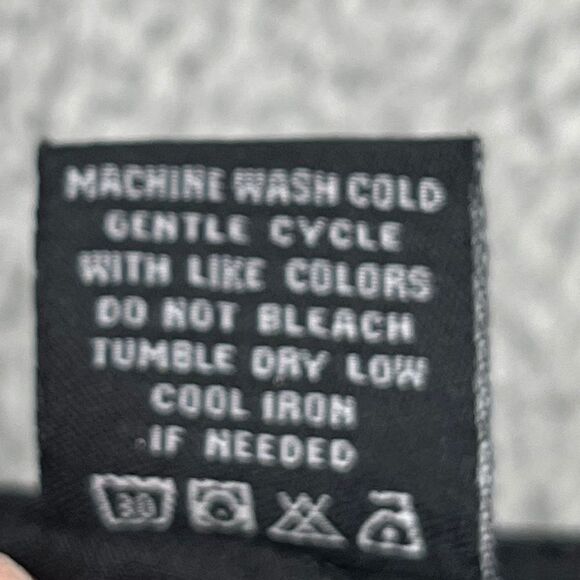 MACHINE WASH COLD
GENTLE CYCLE
WITH LIKE COLORS
DO NOT BLEACH
TUMBLE DRY LOW
COOL IRON
IF NEEDED
30